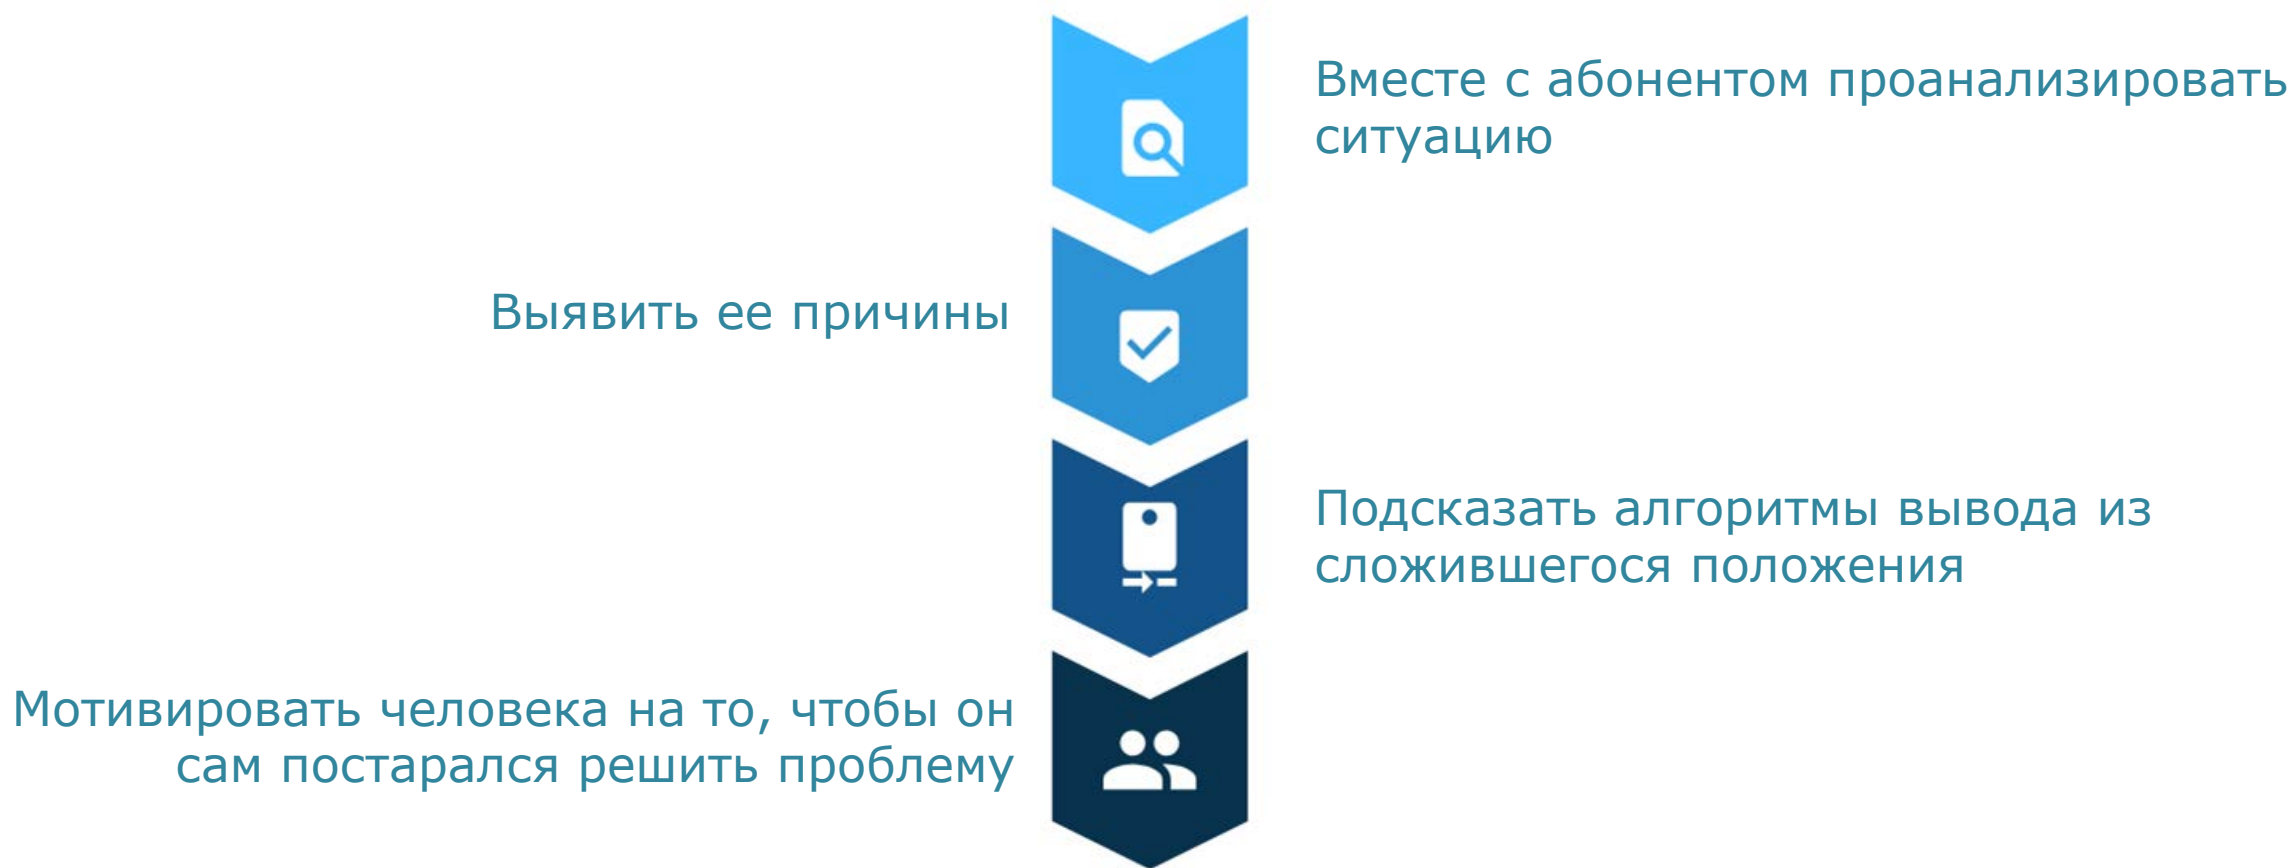 Вместе с абонентом проанализировать
ситуацию
Выявить ее причины
Подсказать алгоритмы вывода из
сложившегося положения
Мотивировать человека на то, чтобы он
сам постарался решить проблему